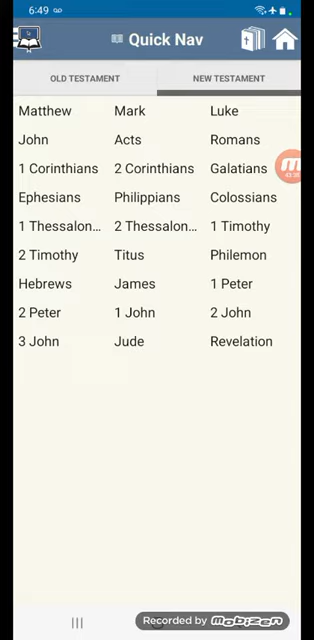 6:49
Quick Nav
OLD TESTAMENT NEW TESTAMENT
Matthew Mark Luke
John Acts Romans
1 Corinthians 2 Corinthians Galatians
Ephesians Philippians Colossians
1 Thessalon... 2 Thessalon... 1 Timothy
2 Timothy Titus Philemon
Hebrews James 1 Peter
2 Peter 1 John 2 John
3 John Jude Revelation
Recorded by mobizen